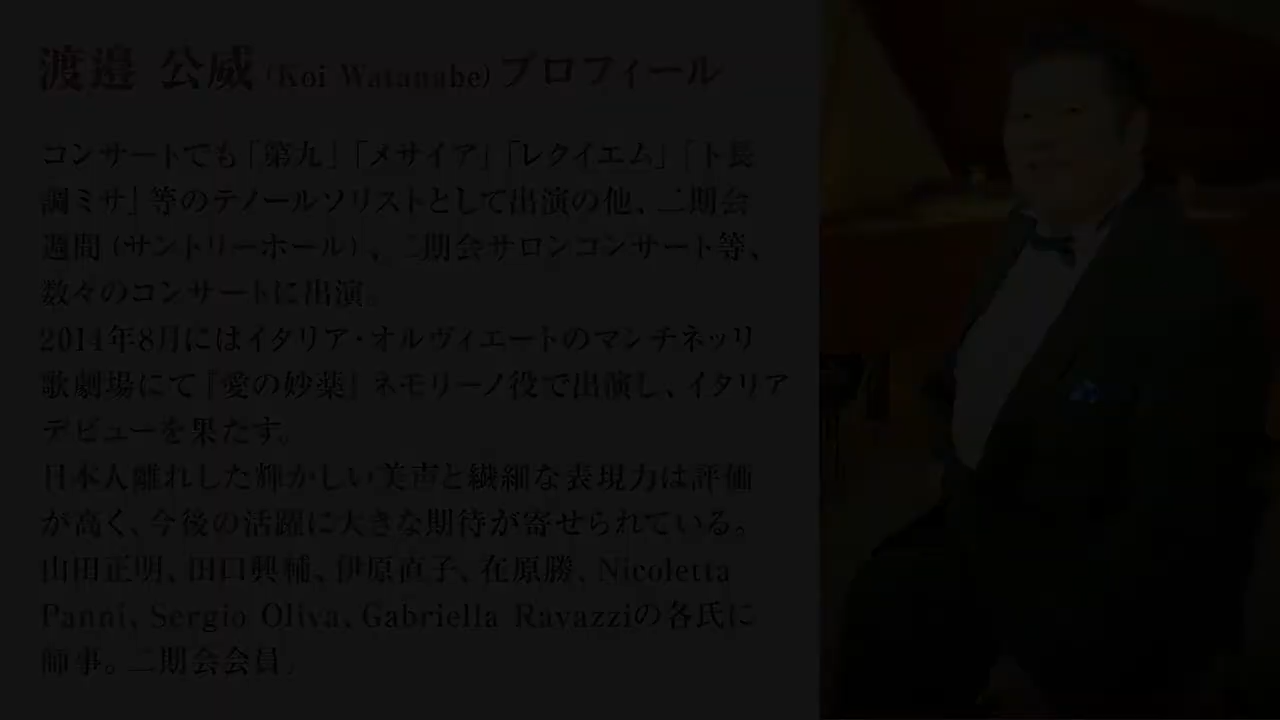 渡邉 公威 (Koi Watanabe) プロフィール
コンサートでも「第九」「メサイア」「レクイエム」「ト長
調ミサ」等のテノールソリストとして出演の他、二期会
週間（サントリーホール）、二期会サロンコンサート等、
数々のコンサートに出演。
2014年8月にはイタリア・オルヴィエートのマンチネッリ
歌劇場にて『愛の妙薬』ネモリーノ役で出演し、イタリア
デビューを果たす。
日本人離れした輝かしい美声と繊細な表現力は評価
が高く、今後の活躍に大きな期待が寄せられている。
山田正明、田口興輔、伊原直子、在原勝、Nicoletta
Panni、Sergio Oliva、Gabriella Ravazziの各氏に
師事。二期会会員。